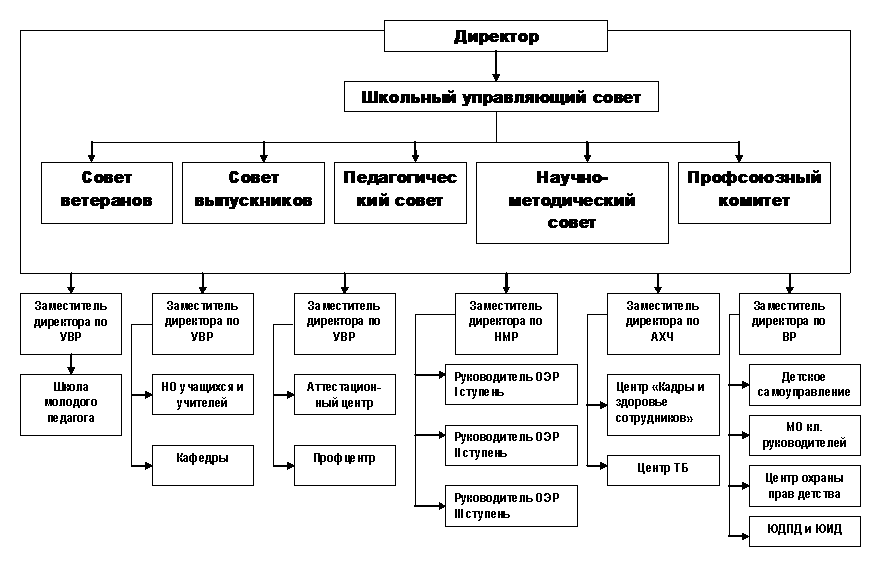 Директор
Школьный управляющий совет
Совет
ветеранов
Совет
выпускников
Педагогичес
кий совет
Научно-
методический
совет
Профсоюзный
комитет
Заместитель
директора по
УВР
Заместитель
директора по
УВР
Заместитель
директора по
УВР
Заместитель
директора по
НМР
Заместитель
директора по
АХЧ
Заместитель
директора по
ВР
Школа
молодого
педагога
НО учащихся и
учителей
Кафедры
Аттестацион-
ный центр
Профцентр
Руководитель ОЭР
I ступень
Руководитель ОЭР
II ступень
Руководитель ОЭР
III ступень
Центр «Кадры и
здоровье
сотрудников»
Центр ТБ
Детское
самоуправление
МО кл.
руководителей
Центр охраны
прав детства
ЮДПД и ЮИД